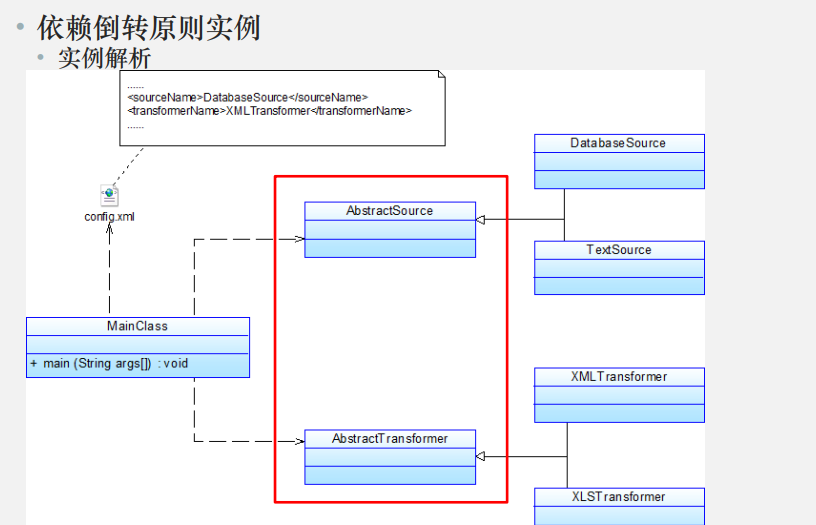 依赖倒转原则实例
实例解析
......
<sourceName>DatabaseSource</sourceName>
<transformerName>XMLTransformer</transformerName>
......
config.xml
DatabaseSource
AbstractSource
TextSource
MainClass
+ main (String args[]) : void
XMLTransformer
AbstractTransformer
XLSTransformer